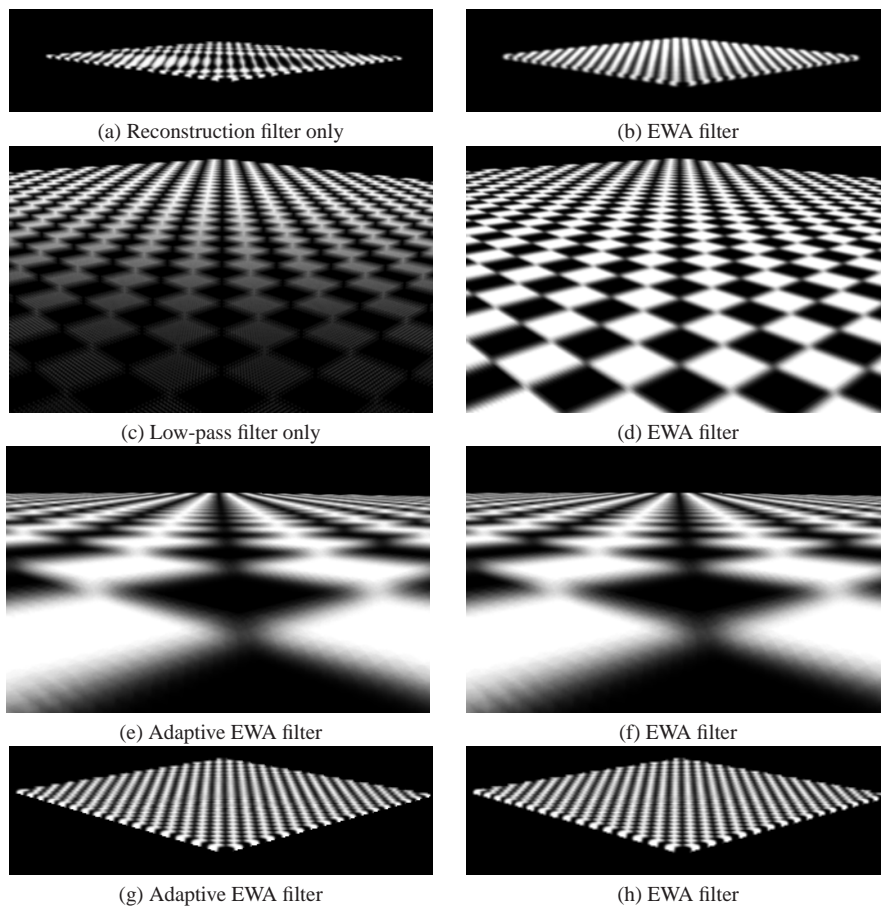 (a) Reconstruction filter only
(b) EWA filter
(c) Low-pass filter only
(d) EWA filter
(e) Adaptive EWA filter
(f) EWA filter
(g) Adaptive EWA filter
(h) EWA filter